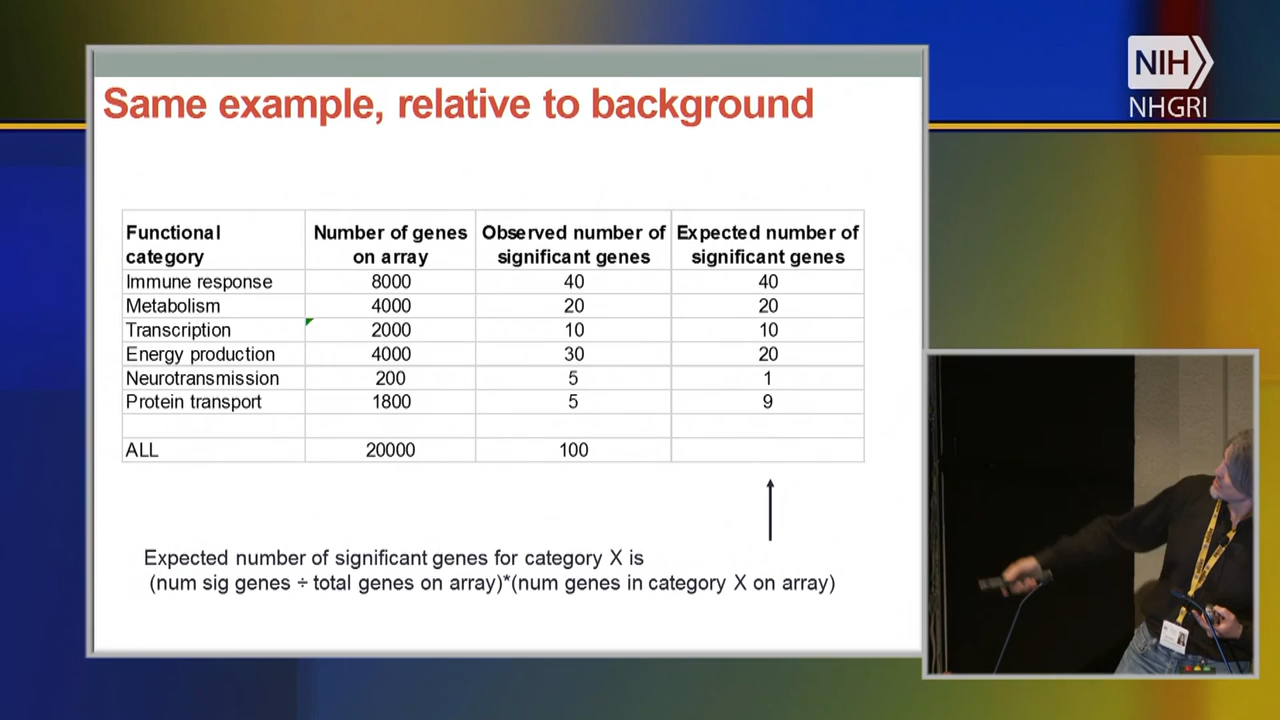 NIH
NHGRI
Same example, relative to background
Functional category | Number of genes on array | Observed number of significant genes | Expected number of significant genes
Immune response 8000 40 40
Metabolism 4000 20 20
Transcription 2000 10 10
Energy production 4000 30 20
Neurotransmission 200 5 1
Protein transport 1800 5 9
ALL 20000 100
Expected number of significant genes for category X is
(num sig genes ÷ total genes on array)*(num genes in category X on array)